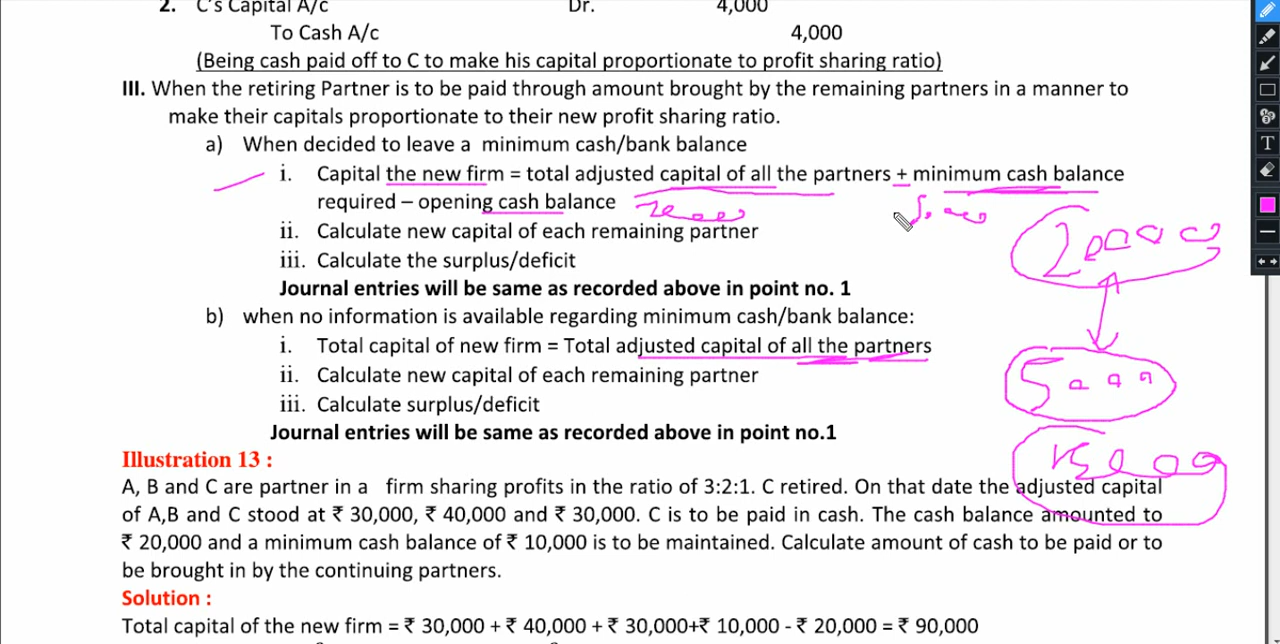 2. C's Capital A/c Dr. 4,000
To Cash A/c 4,000
(Being cash paid off to C to make his capital proportionate to profit sharing ratio)
III. When the retiring Partner is to be paid through amount brought by the remaining partners in a manner to
make their capitals proportionate to their new profit sharing ratio.
a) When decided to leave a minimum cash/bank balance
i. Capital the new firm = total adjusted capital of all the partners + minimum cash balance
required – opening cash balance
ii. Calculate new capital of each remaining partner
iii. Calculate the surplus/deficit
Journal entries will be same as recorded above in point no. 1
b) when no information is available regarding minimum cash/bank balance:
i. Total capital of new firm = Total adjusted capital of all the partners
ii. Calculate new capital of each remaining partner
iii. Calculate surplus/deficit
Journal entries will be same as recorded above in point no.1
Illustration 13 :
A, B and C are partner in a firm sharing profits in the ratio of 3:2:1. C retired. On that date the adjusted capital
of A,B and C stood at ₹ 30,000, ₹ 40,000 and ₹ 30,000. C is to be paid in cash. The cash balance amounted to
₹ 20,000 and a minimum cash balance of ₹ 10,000 is to be maintained. Calculate amount of cash to be paid or to
be brought in by the continuing partners.
Solution :
Total capital of the new firm = ₹ 30,000 + ₹ 40,000 + ₹ 30,000+₹ 10,000 - ₹ 20,000 = ₹ 90,000
20000
5000
15000
T